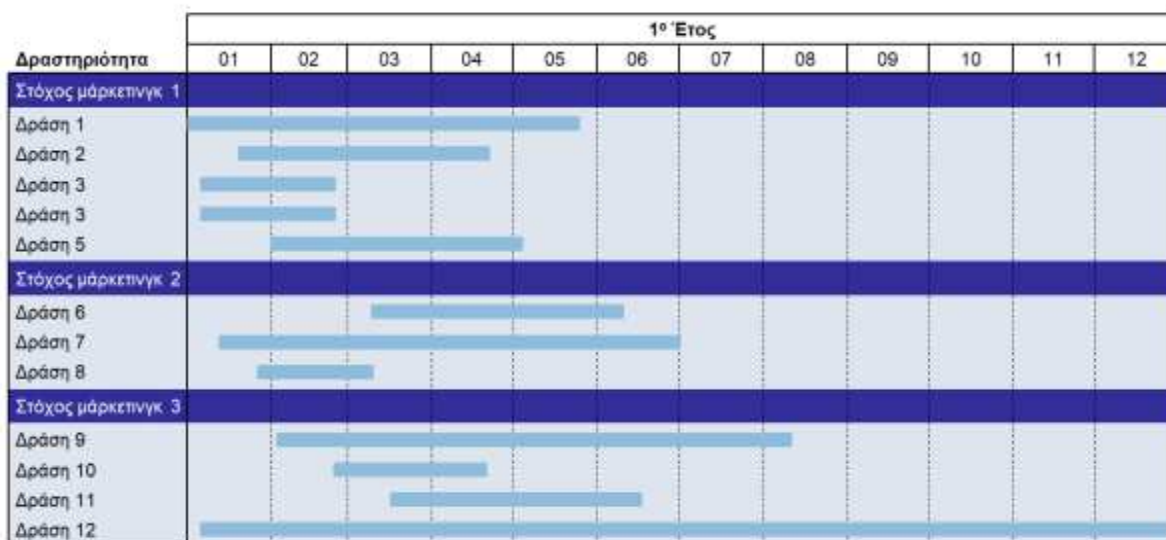 1º Έτος
Δραστηριότητα 01 02 03 04 05 06 07 08 09 10 11 12
Στόχος μάρκετινγκ 1
Δράση 1
Δράση 2
Δράση 3
Δράση 3
Δράση 5
Στόχος μάρκετινγκ 2
Δράση 6
Δράση 7
Δράση 8
Στόχος μάρκετινγκ 3
Δράση 9
Δράση 10
Δράση 11
Δράση 12